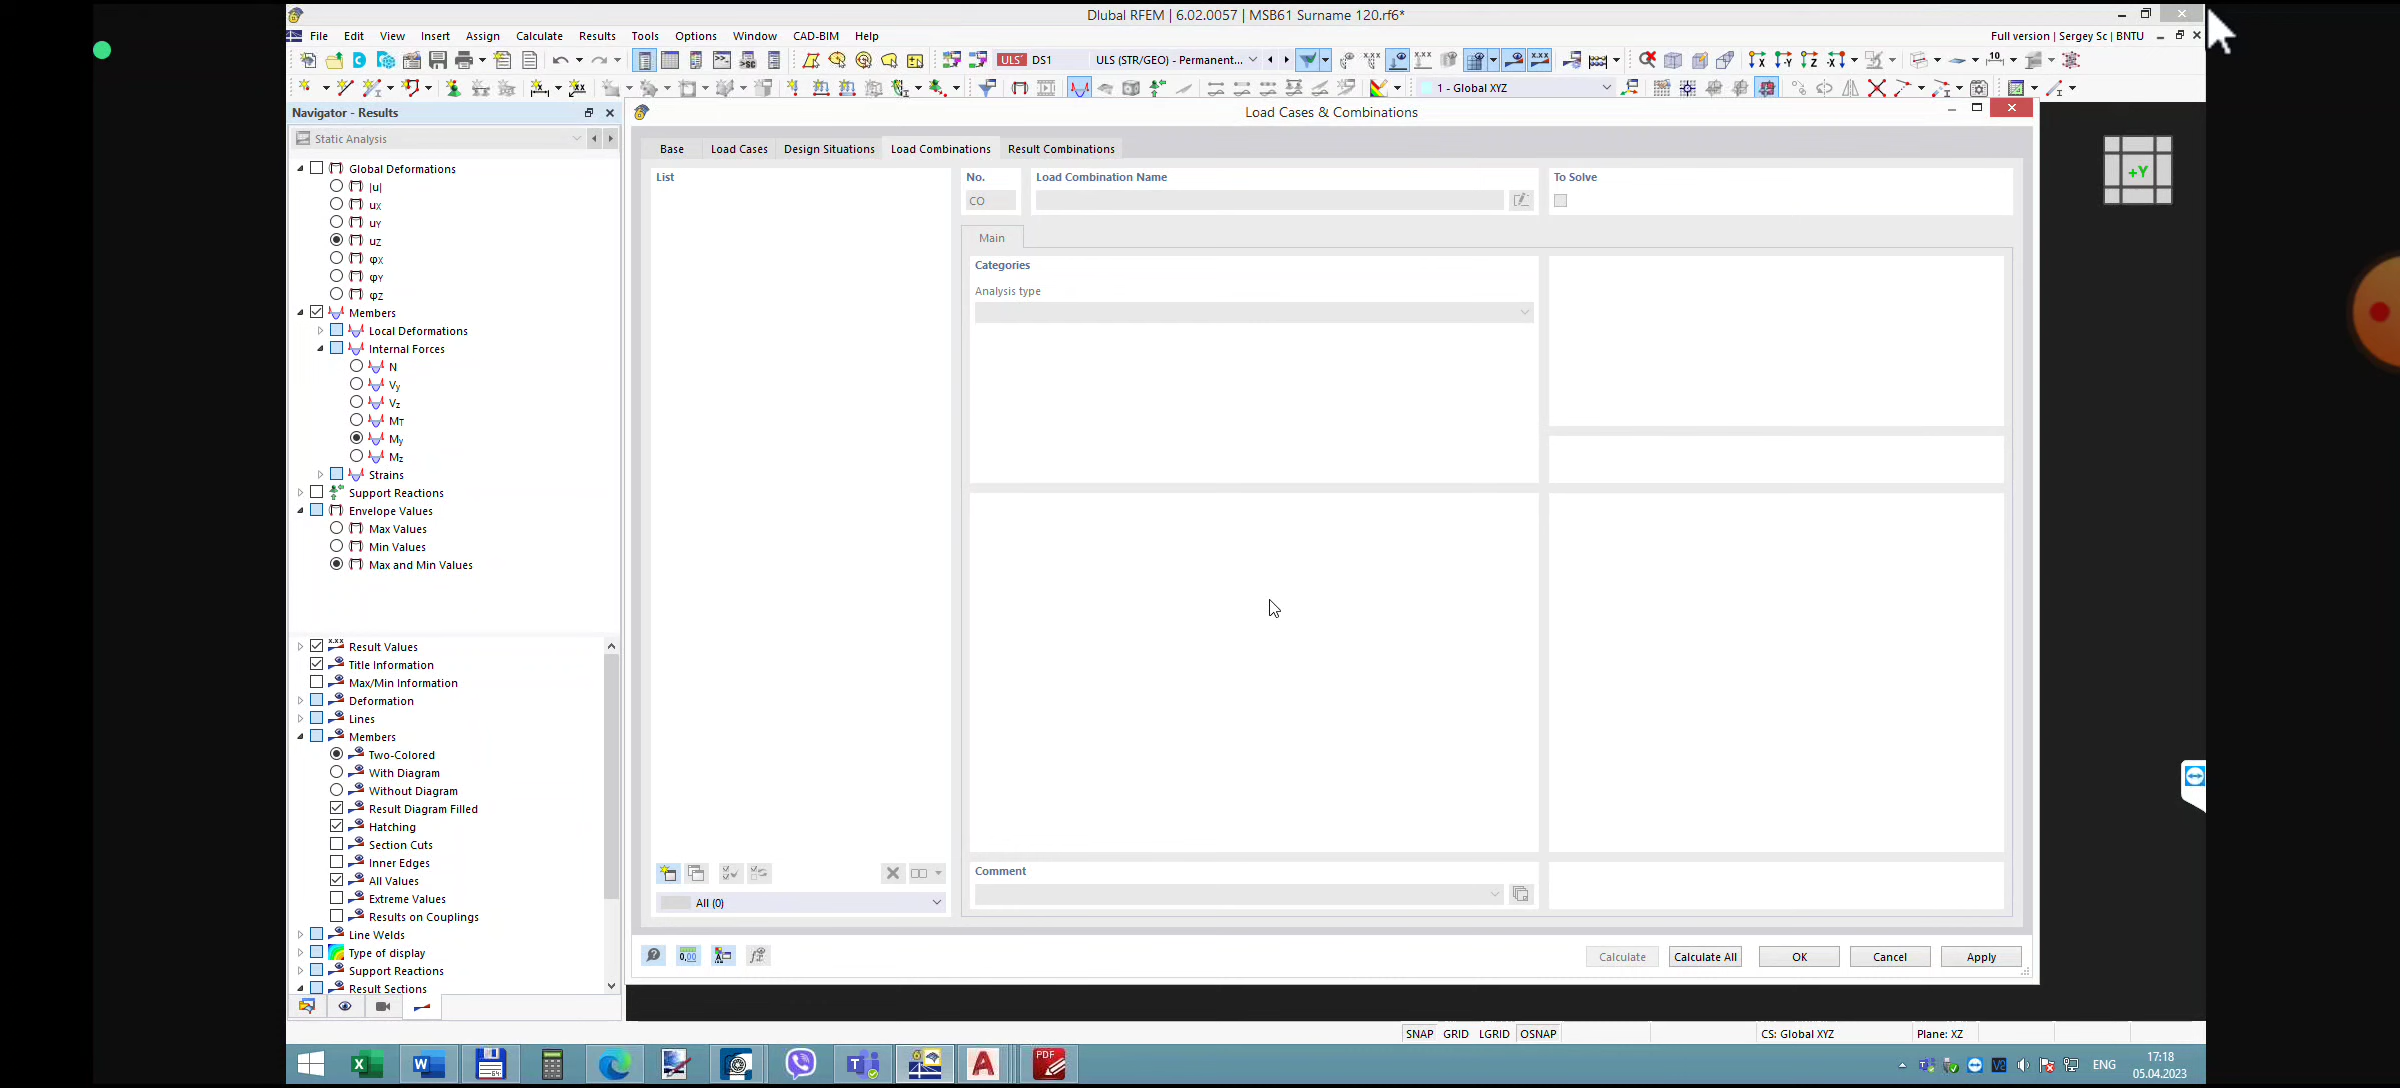 Dlubal RFEM | 6.02.0057 | MSB61 Surname 120.rf6*
File Edit View Insert Assign Calculate Results Tools Options Window CAD-BIM Help
Full version | Sergey Sc | BNTU
ULS DS1 ULS (STR/GEO) - Permanent...
1 - Global XYZ
Navigator - Results
Load Cases & Combinations
Static Analysis
Base Load Cases Design Situations Load Combinations Result Combinations
Global Deformations
|u|
uX
uY
uZ
φX
φY
φZ
Members
Local Deformations
Internal Forces
N
Vy
Vz
MT
My
Mz
Strains
Support Reactions
Envelope Values
Max Values
Min Values
Max and Min Values
Result Values
Title Information
Max/Min Information
Deformation
Lines
Members
Two-Colored
With Diagram
Without Diagram
Result Diagram Filled
Hatching
Section Cuts
Inner Edges
All Values
Extreme Values
Results on Couplings
Line Welds
Type of display
Support Reactions
Result Sections
List
All (0)
No.
CO
Load Combination Name
To Solve
Main
Categories
Analysis type
Comment
Calculate Calculate All OK Cancel Apply
+Y
SNAP GRID LGRID OSNAP
CS: Global XYZ
Plane: XZ
PDF
ENG
17:18
05.04.2023